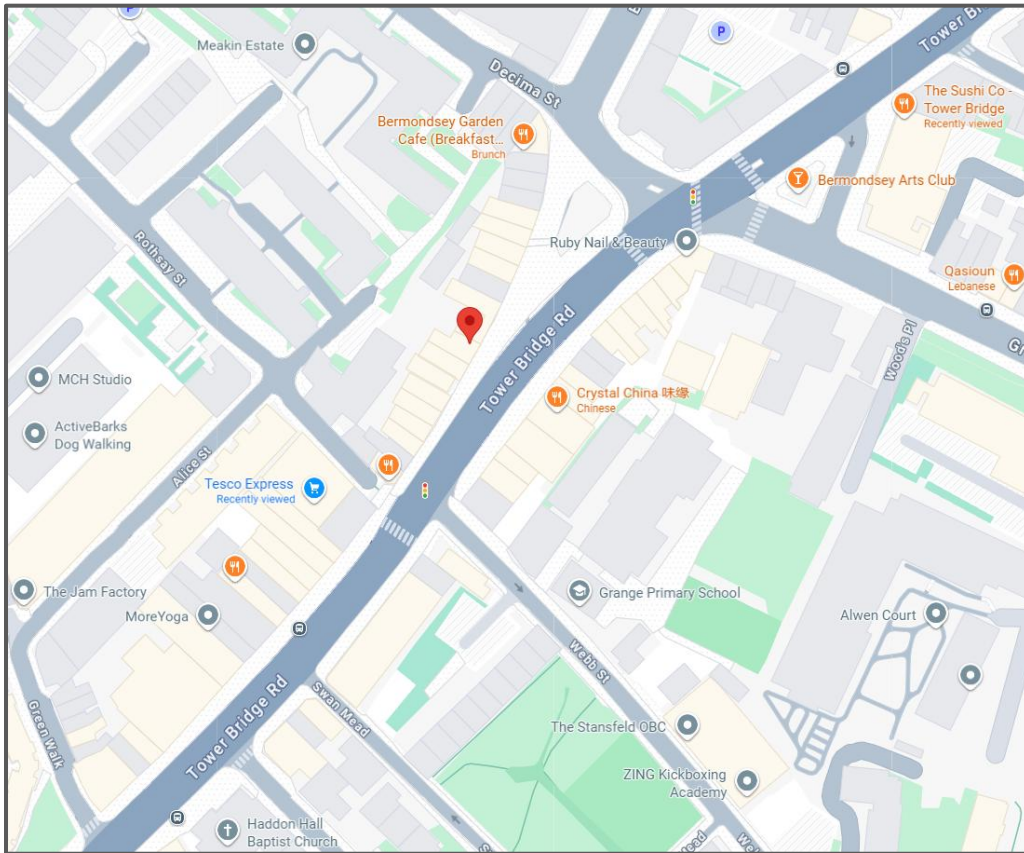 P
P
Tower Bri
Meakin Estate
Decima St
The Sushi Co -
Tower Bridge
Recently viewed
Bermondsey Garden
Cafe (Breakfast...
Brunch
Bermondsey Arts Club
Rothsay St
Ruby Nail & Beauty
Qasioun
Lebanese
Gr
Wood's Pl
Tower Bridge Rd
MCH Studio
Crystal China 味缘
Chinese
ActiveBarks
Dog Walking
Alice St
Tesco Express
Recently viewed
The Jam Factory
MoreYoga
Grange Primary School
Alwen Court
Webb St
Swan Mead
Tower Bridge Rd
Green Walk
The Stansfeld OBC
ZING Kickboxing
Academy
Haddon Hall
Baptist Church
ead
We